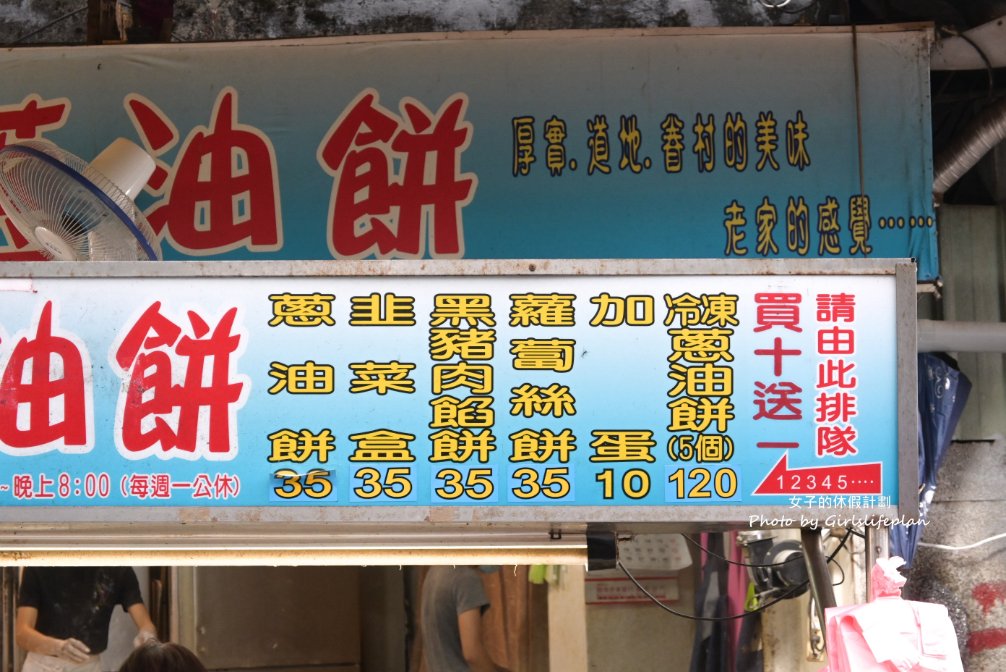 蔥油餅
厚實.道地.眷村的美味
老家的感覺……
油餅
~晚上8:00 (每週一公休)
蔥油餅 35
韭菜盒 35
黑豬肉餡餅 35
蘿蔔絲餅 35
加蛋 10
冷凍蔥油餅(5個) 120
買十送一
請由此排隊
12345....
女子的休假計劃
Photo by Girlslifeplan